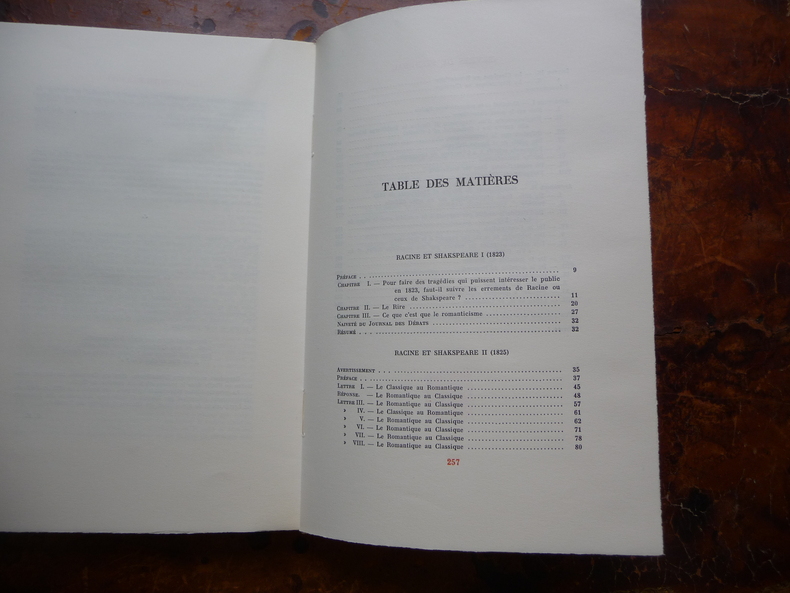 TABLE DES MATIÈRES
RACINE ET SHAKSPEARE I (1823)
PRÉFACE . . ........................................ 9
CHAPITRE I. — Pour faire des tragédies qui puissent intéresser le public
en 1823, faut-il suivre les errements de Racine ou
ceux de Shakspeare ? ........................ 11
CHAPITRE II. — Le Rire ........................................ 20
CHAPITRE III. — Ce que c'est que le romanticisme .................. 27
NAÏVETÉ DU JOURNAL DES DÉBATS ................................ 32
RÉSUMÉ . . . ........................................ 32
RACINE ET SHAKSPEARE II (1825)
AVERTISSEMENT . . . ........................................ 35
PRÉFACE . . ........................................ 37
LETTRE I. — Le Classique au Romantique ........................ 45
RÉPONSE. — Le Romantique au Classique ........................ 48
LETTRE III. — Le Romantique au Classique ........................ 57
» IV. — Le Classique au Romantique ........................ 61
» V. — Le Romantique au Classique ........................ 62
» VI. — Le Romantique au Classique ........................ 71
» VII. — Le Romantique au Classique ........................ 78
» VIII. — Le Romantique au Classique ........................ 80
257